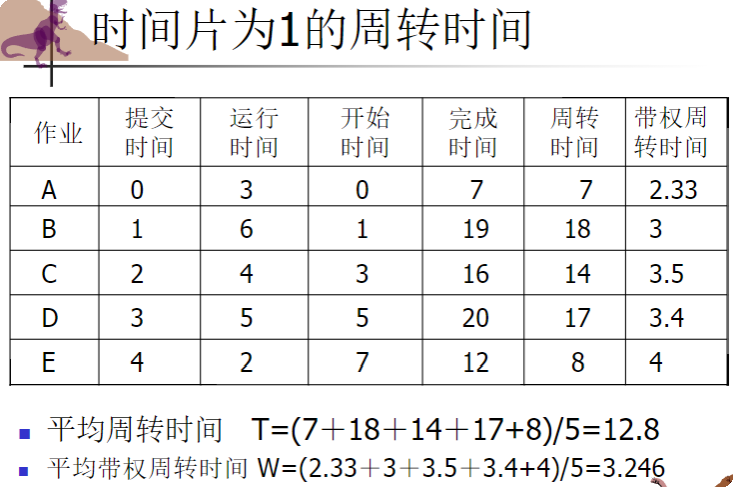 时间片为1的周转时间
作业 提交时间 运行时间 开始时间 完成时间 周转时间 带权周转时间
A 0 3 0 7 7 2.33
B 1 6 1 19 18 3
C 2 4 3 16 14 3.5
D 3 5 5 20 17 3.4
E 4 2 7 12 8 4
平均周转时间 T=(7+18+14+17+8)/5=12.8
平均带权周转时间 W=(2.33+3+3.5+3.4+4)/5=3.246